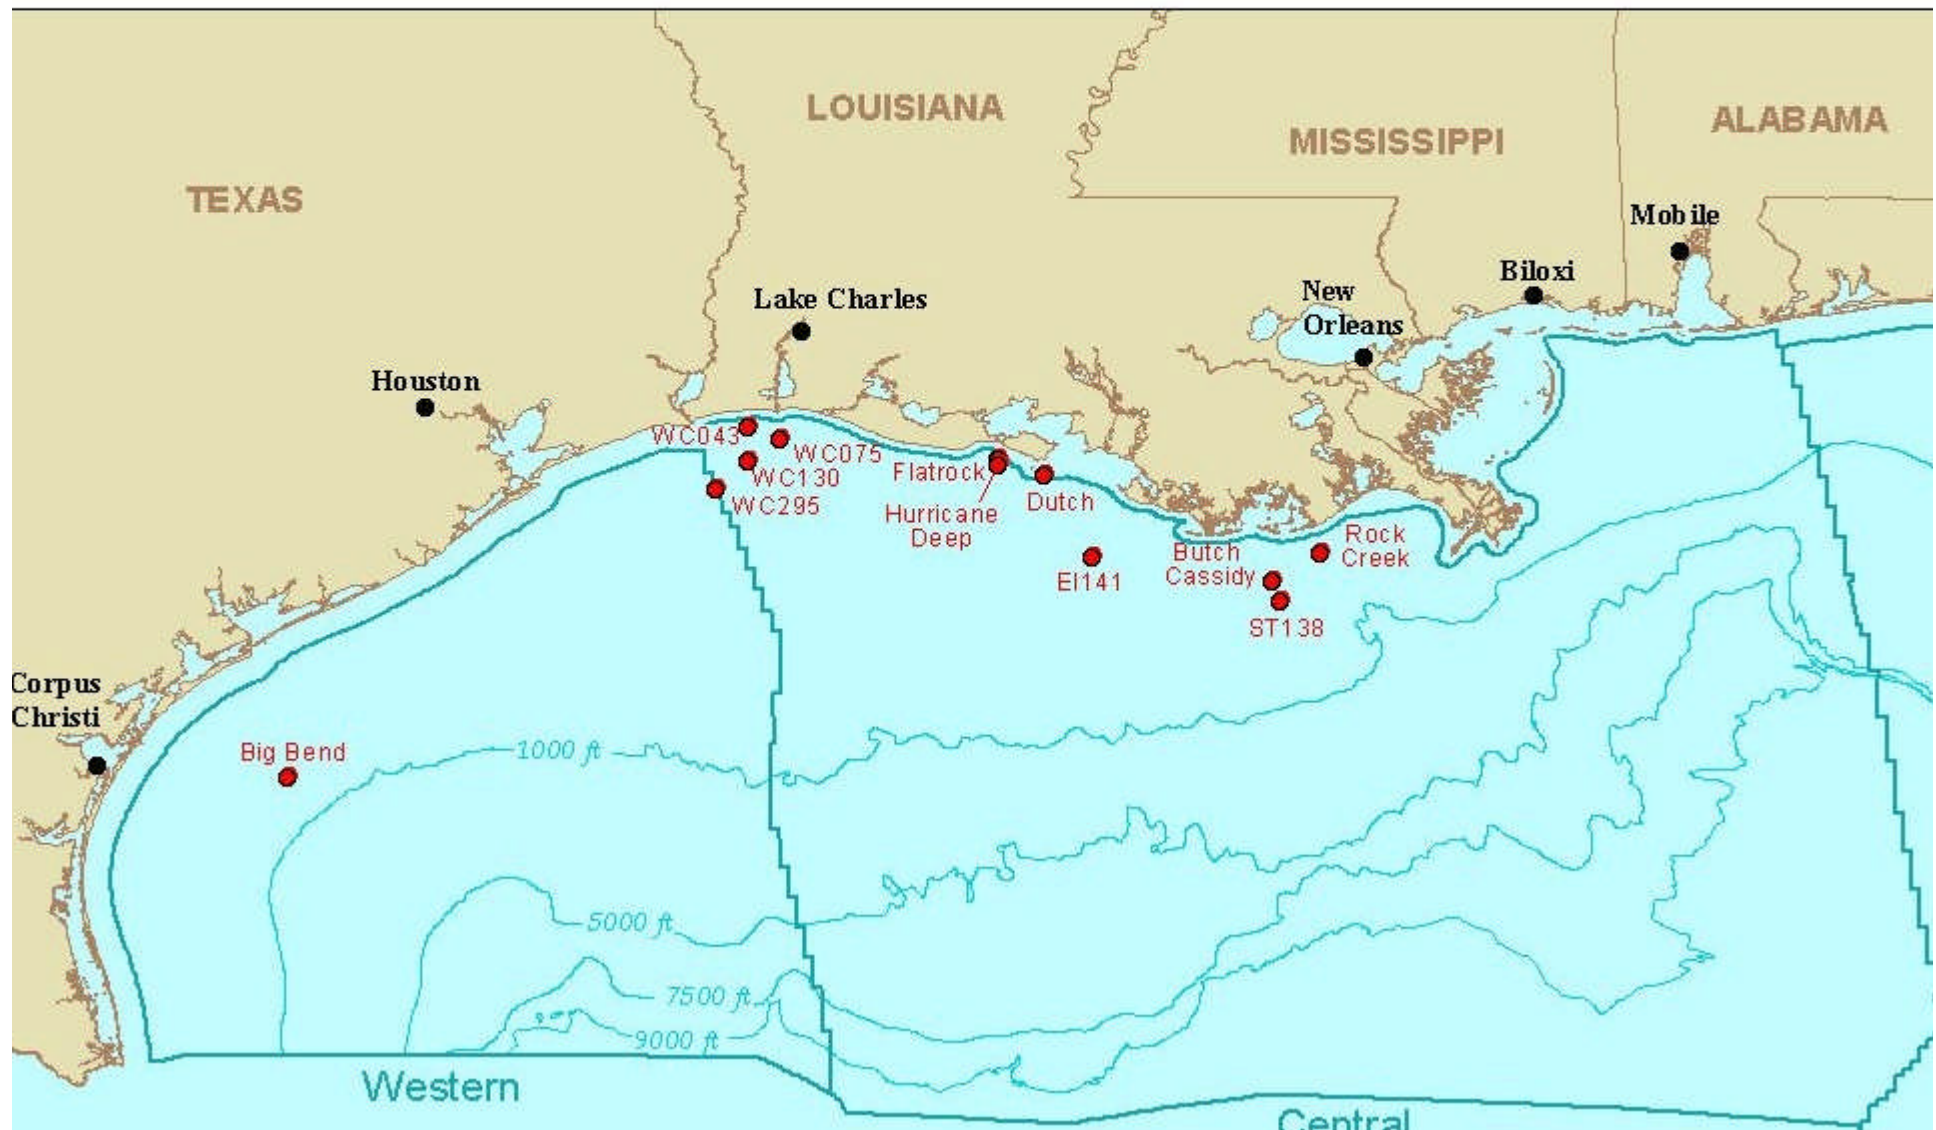 LOUISIANA
ALABAMA
MISSISSIPPI
TEXAS
Mobile
Biloxi
New
Orleans
Lake Charles
Houston
WC043
WC075
WC130
WC295
Flatrock
Hurricane
Deep
Dutch
EI141
Butch
Cassidy
Rock
Creek
ST138
Corpus
Christi
Big Bend
1000 ft
5000 ft
7500 ft
9000 ft
Western
Central